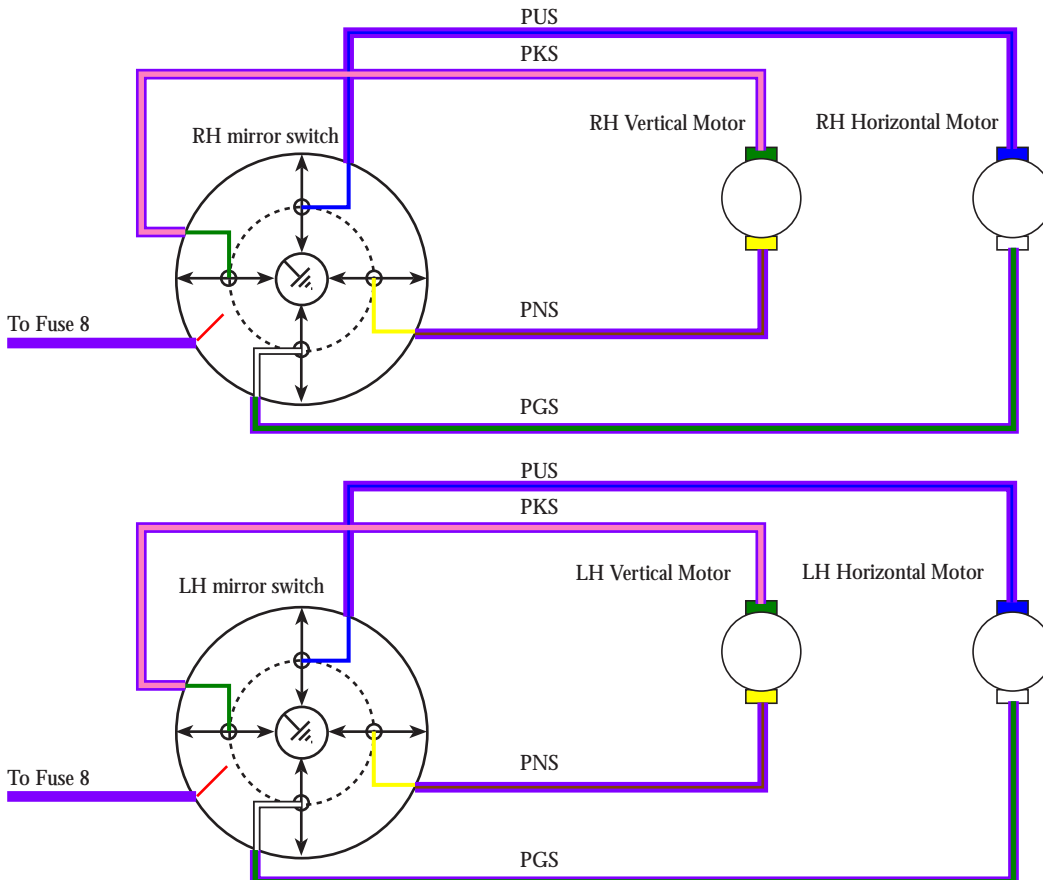 PUS
PKS
RH Vertical Motor
RH Horizontal Motor
RH mirror switch
PNS
To Fuse 8
PGS
PUS
PKS
LH Vertical Motor
LH Horizontal Motor
LH mirror switch
PNS
To Fuse 8
PGS